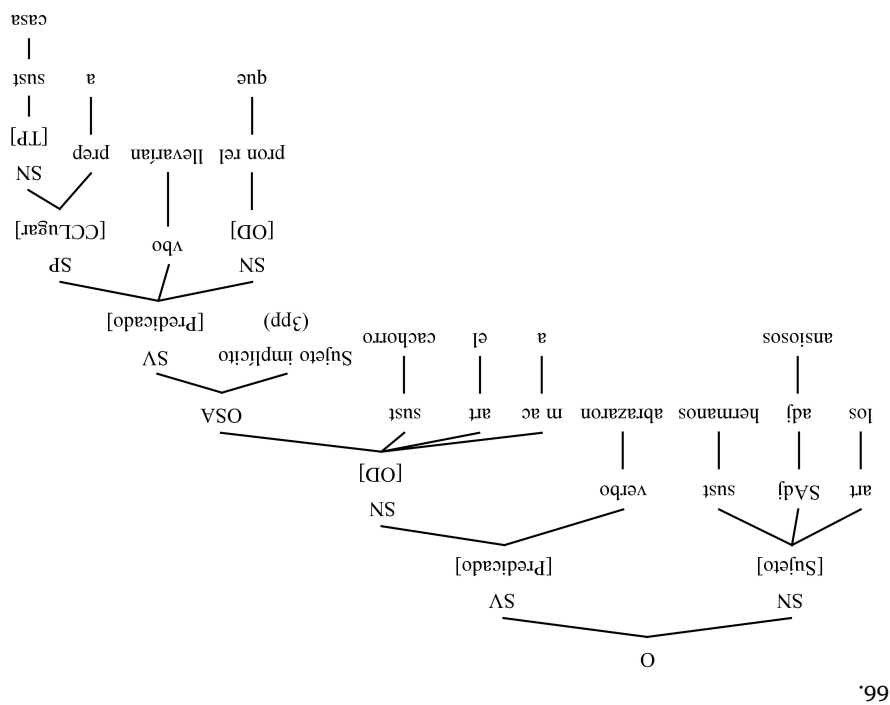 66.
O
SN SV
[Sujeto] [Predicado]
SN
art SAdj sust verbo
[OD]
los adj hermanos abrazaron m ac art sust OSA
Sujeto implícito SV
ansiosos a el cachorro
(3pp) [Predicado]
SN SP
vbo
[OD] [CCLugar]
SN
pron rel llevarían prep
[TP]
que a sust
casa